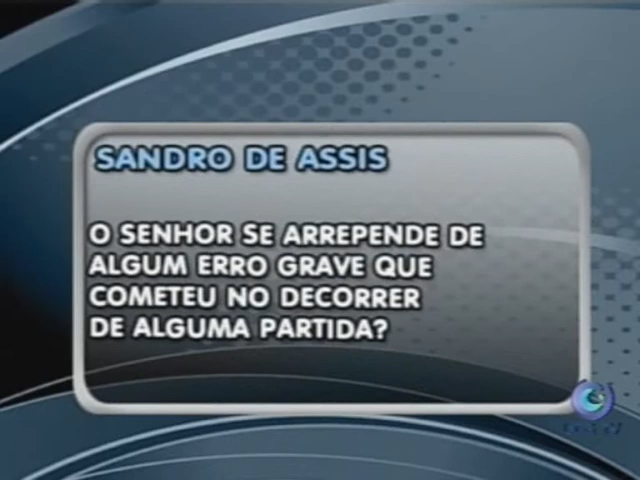 SANDRO DE ASSIS
O SENHOR SE ARREPENDE DE
ALGUM ERRO GRAVE QUE
COMETEU NO DECORRER
DE ALGUMA PARTIDA?